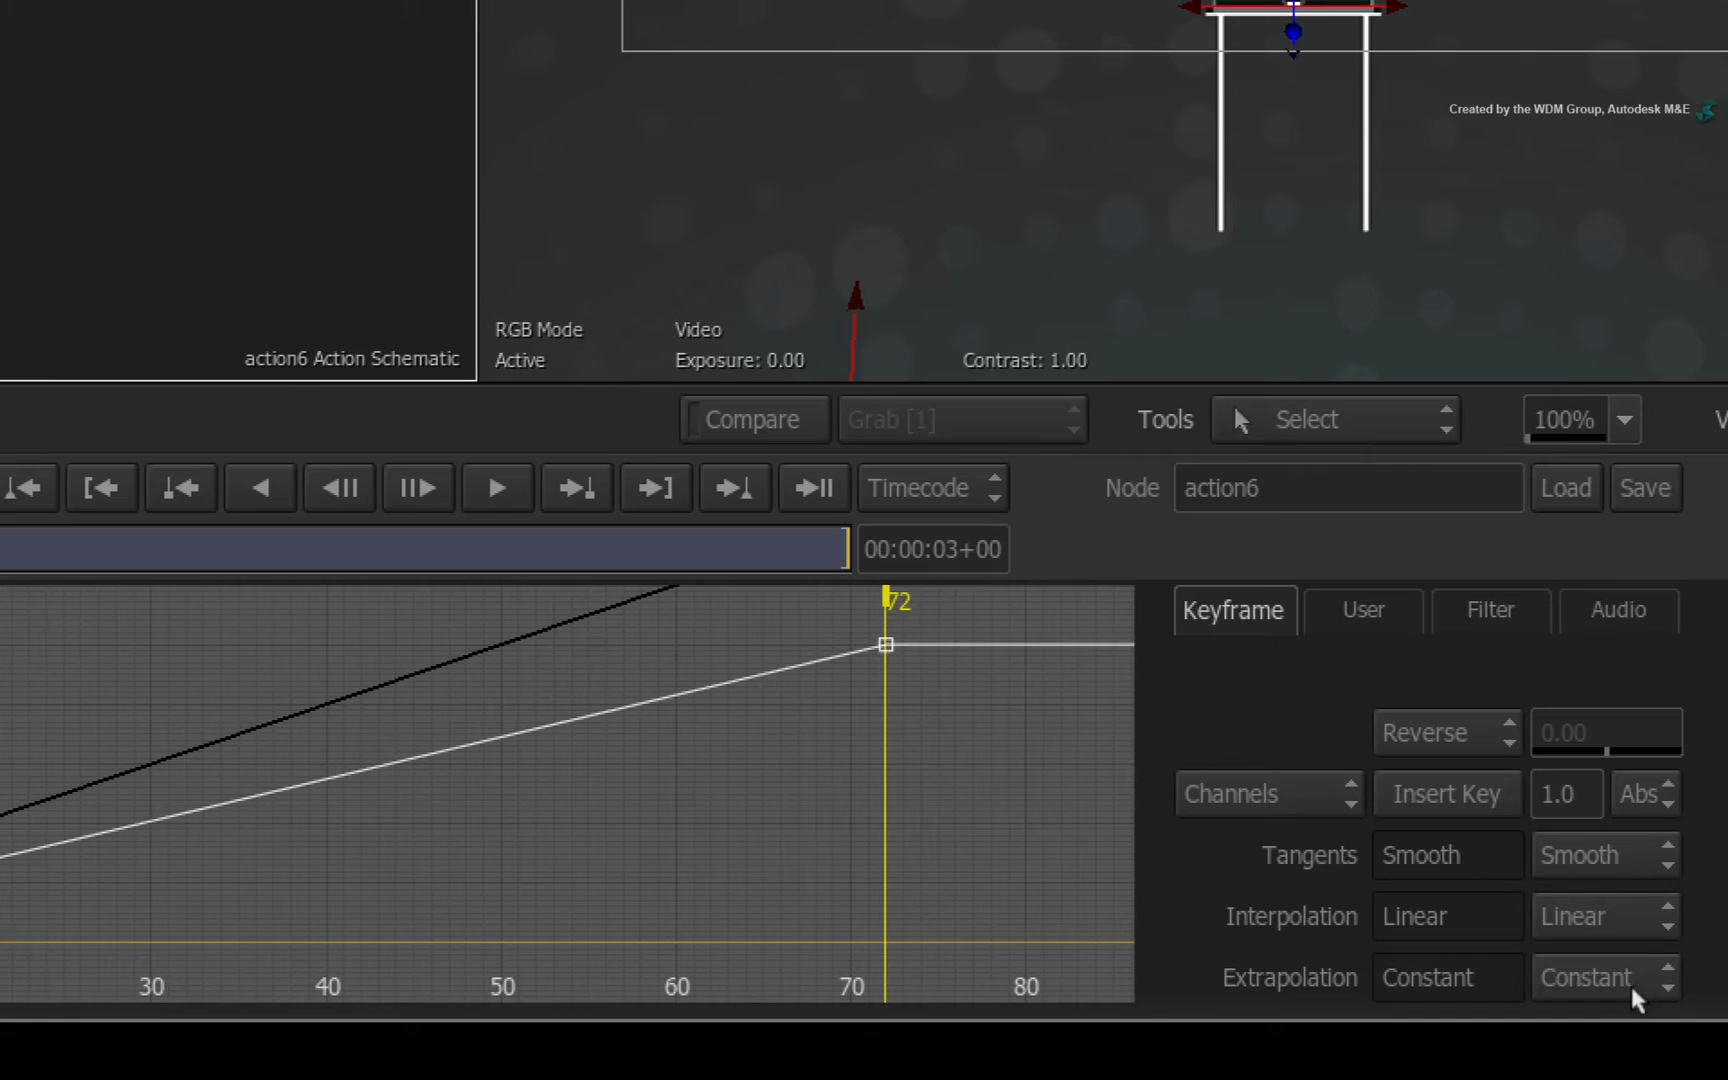 Created by the WDM Group, Autodesk M&E
RGB Mode Video
action6 Action Schematic Active Exposure: 0.00 Contrast: 1.00
Compare Grab [1] Tools Select 100%
Timecode Node action6 Load Save
00:00:03+00
72
Keyframe User Filter Audio
Reverse 0.00
Channels Insert Key 1.0 Abs
Tangents Smooth Smooth
Interpolation Linear Linear
Extrapolation Constant Constant
30 40 50 60 70 80